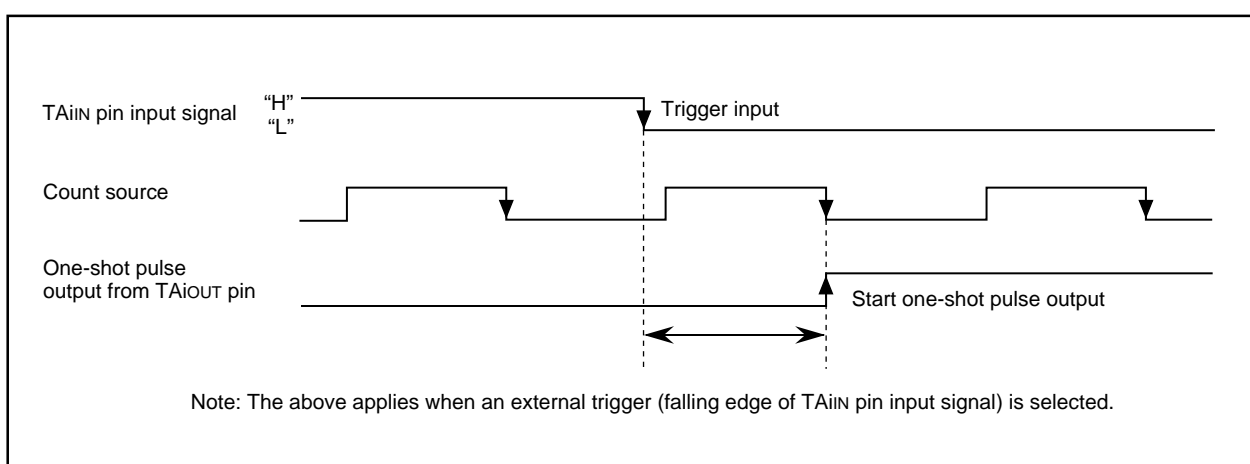 TAiIN pin input signal
“H”
“L”
Trigger input
Count source
One-shot pulse
output from TAiOUT pin
Start one-shot pulse output
Note: The above applies when an external trigger (falling edge of TAiIN pin input signal) is selected.